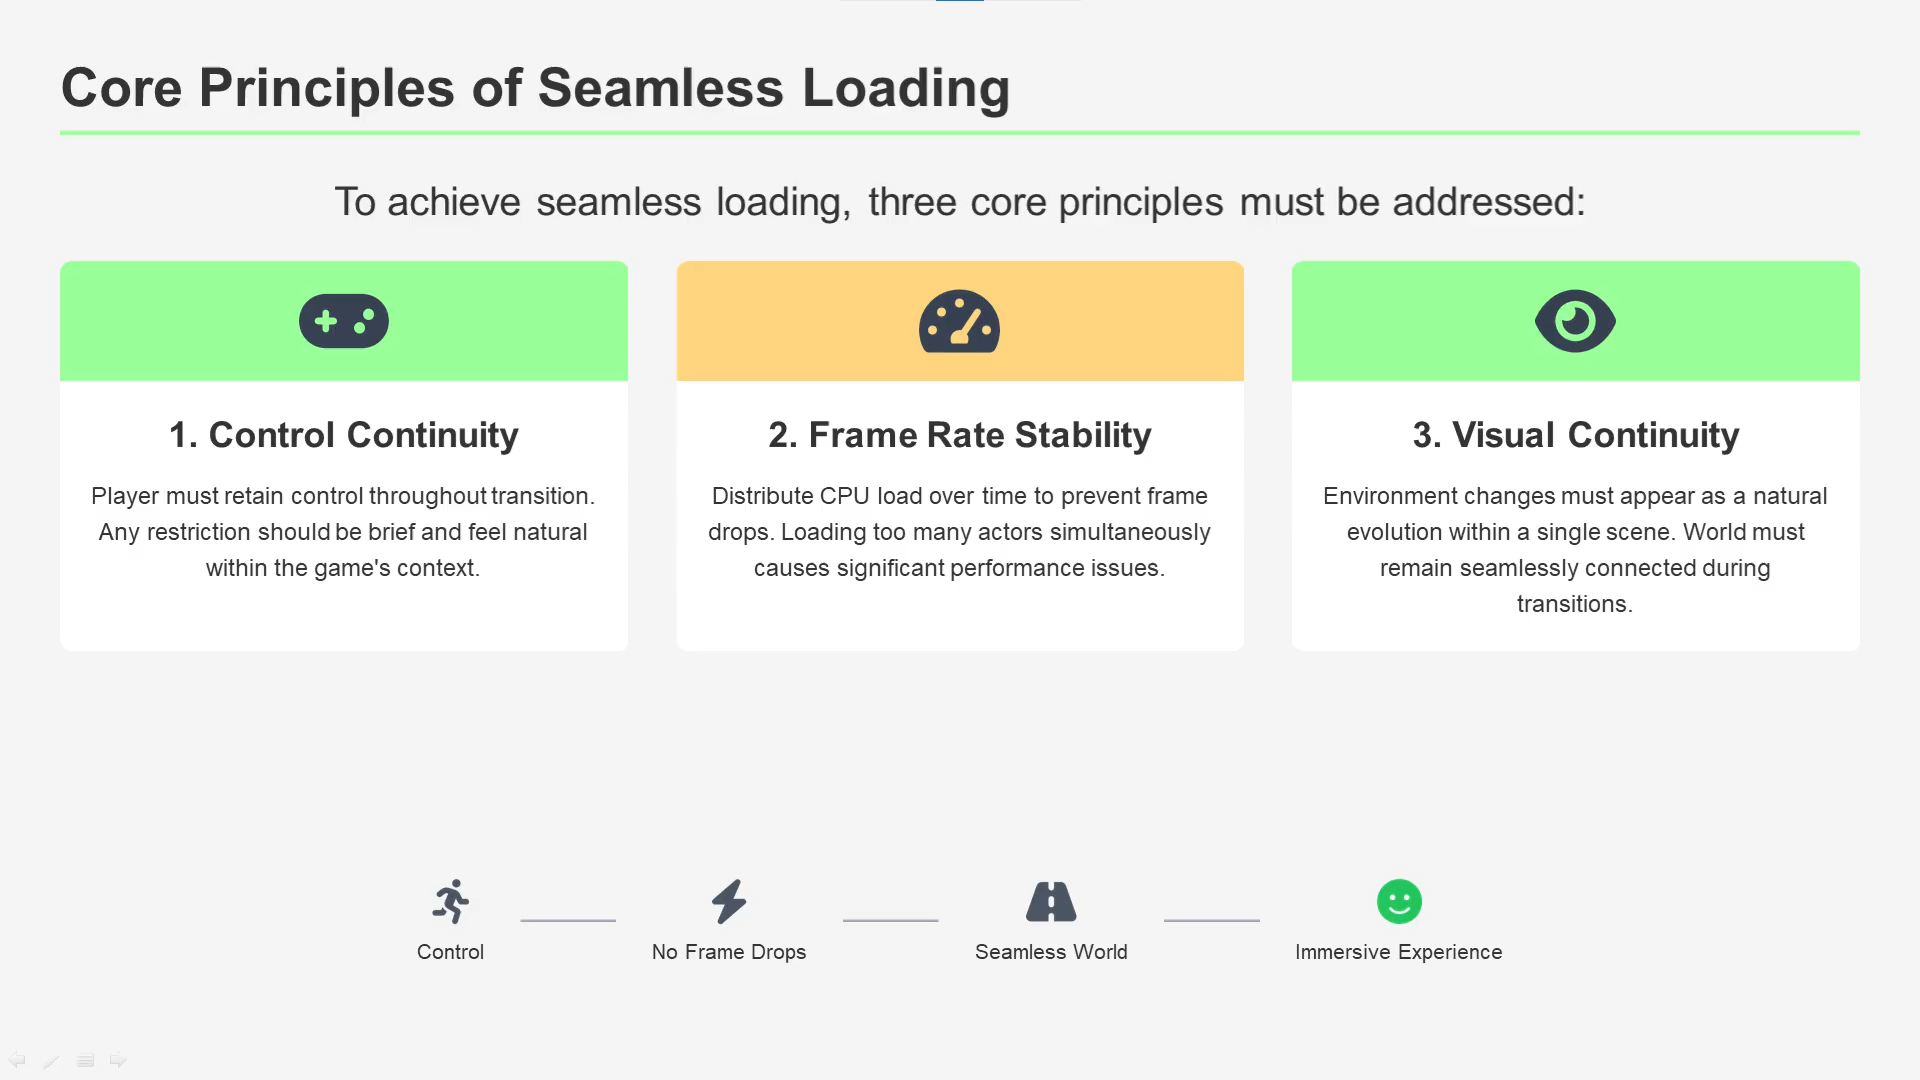 Core Principles of Seamless Loading
To achieve seamless loading, three core principles must be addressed:
1. Control Continuity
Player must retain control throughout transition.
Any restriction should be brief and feel natural
within the game's context.
2. Frame Rate Stability
Distribute CPU load over time to prevent frame
drops. Loading too many actors simultaneously
causes significant performance issues.
3. Visual Continuity
Environment changes must appear as a natural
evolution within a single scene. World must
remain seamlessly connected during
transitions.
Control
No Frame Drops
Seamless World
Immersive Experience